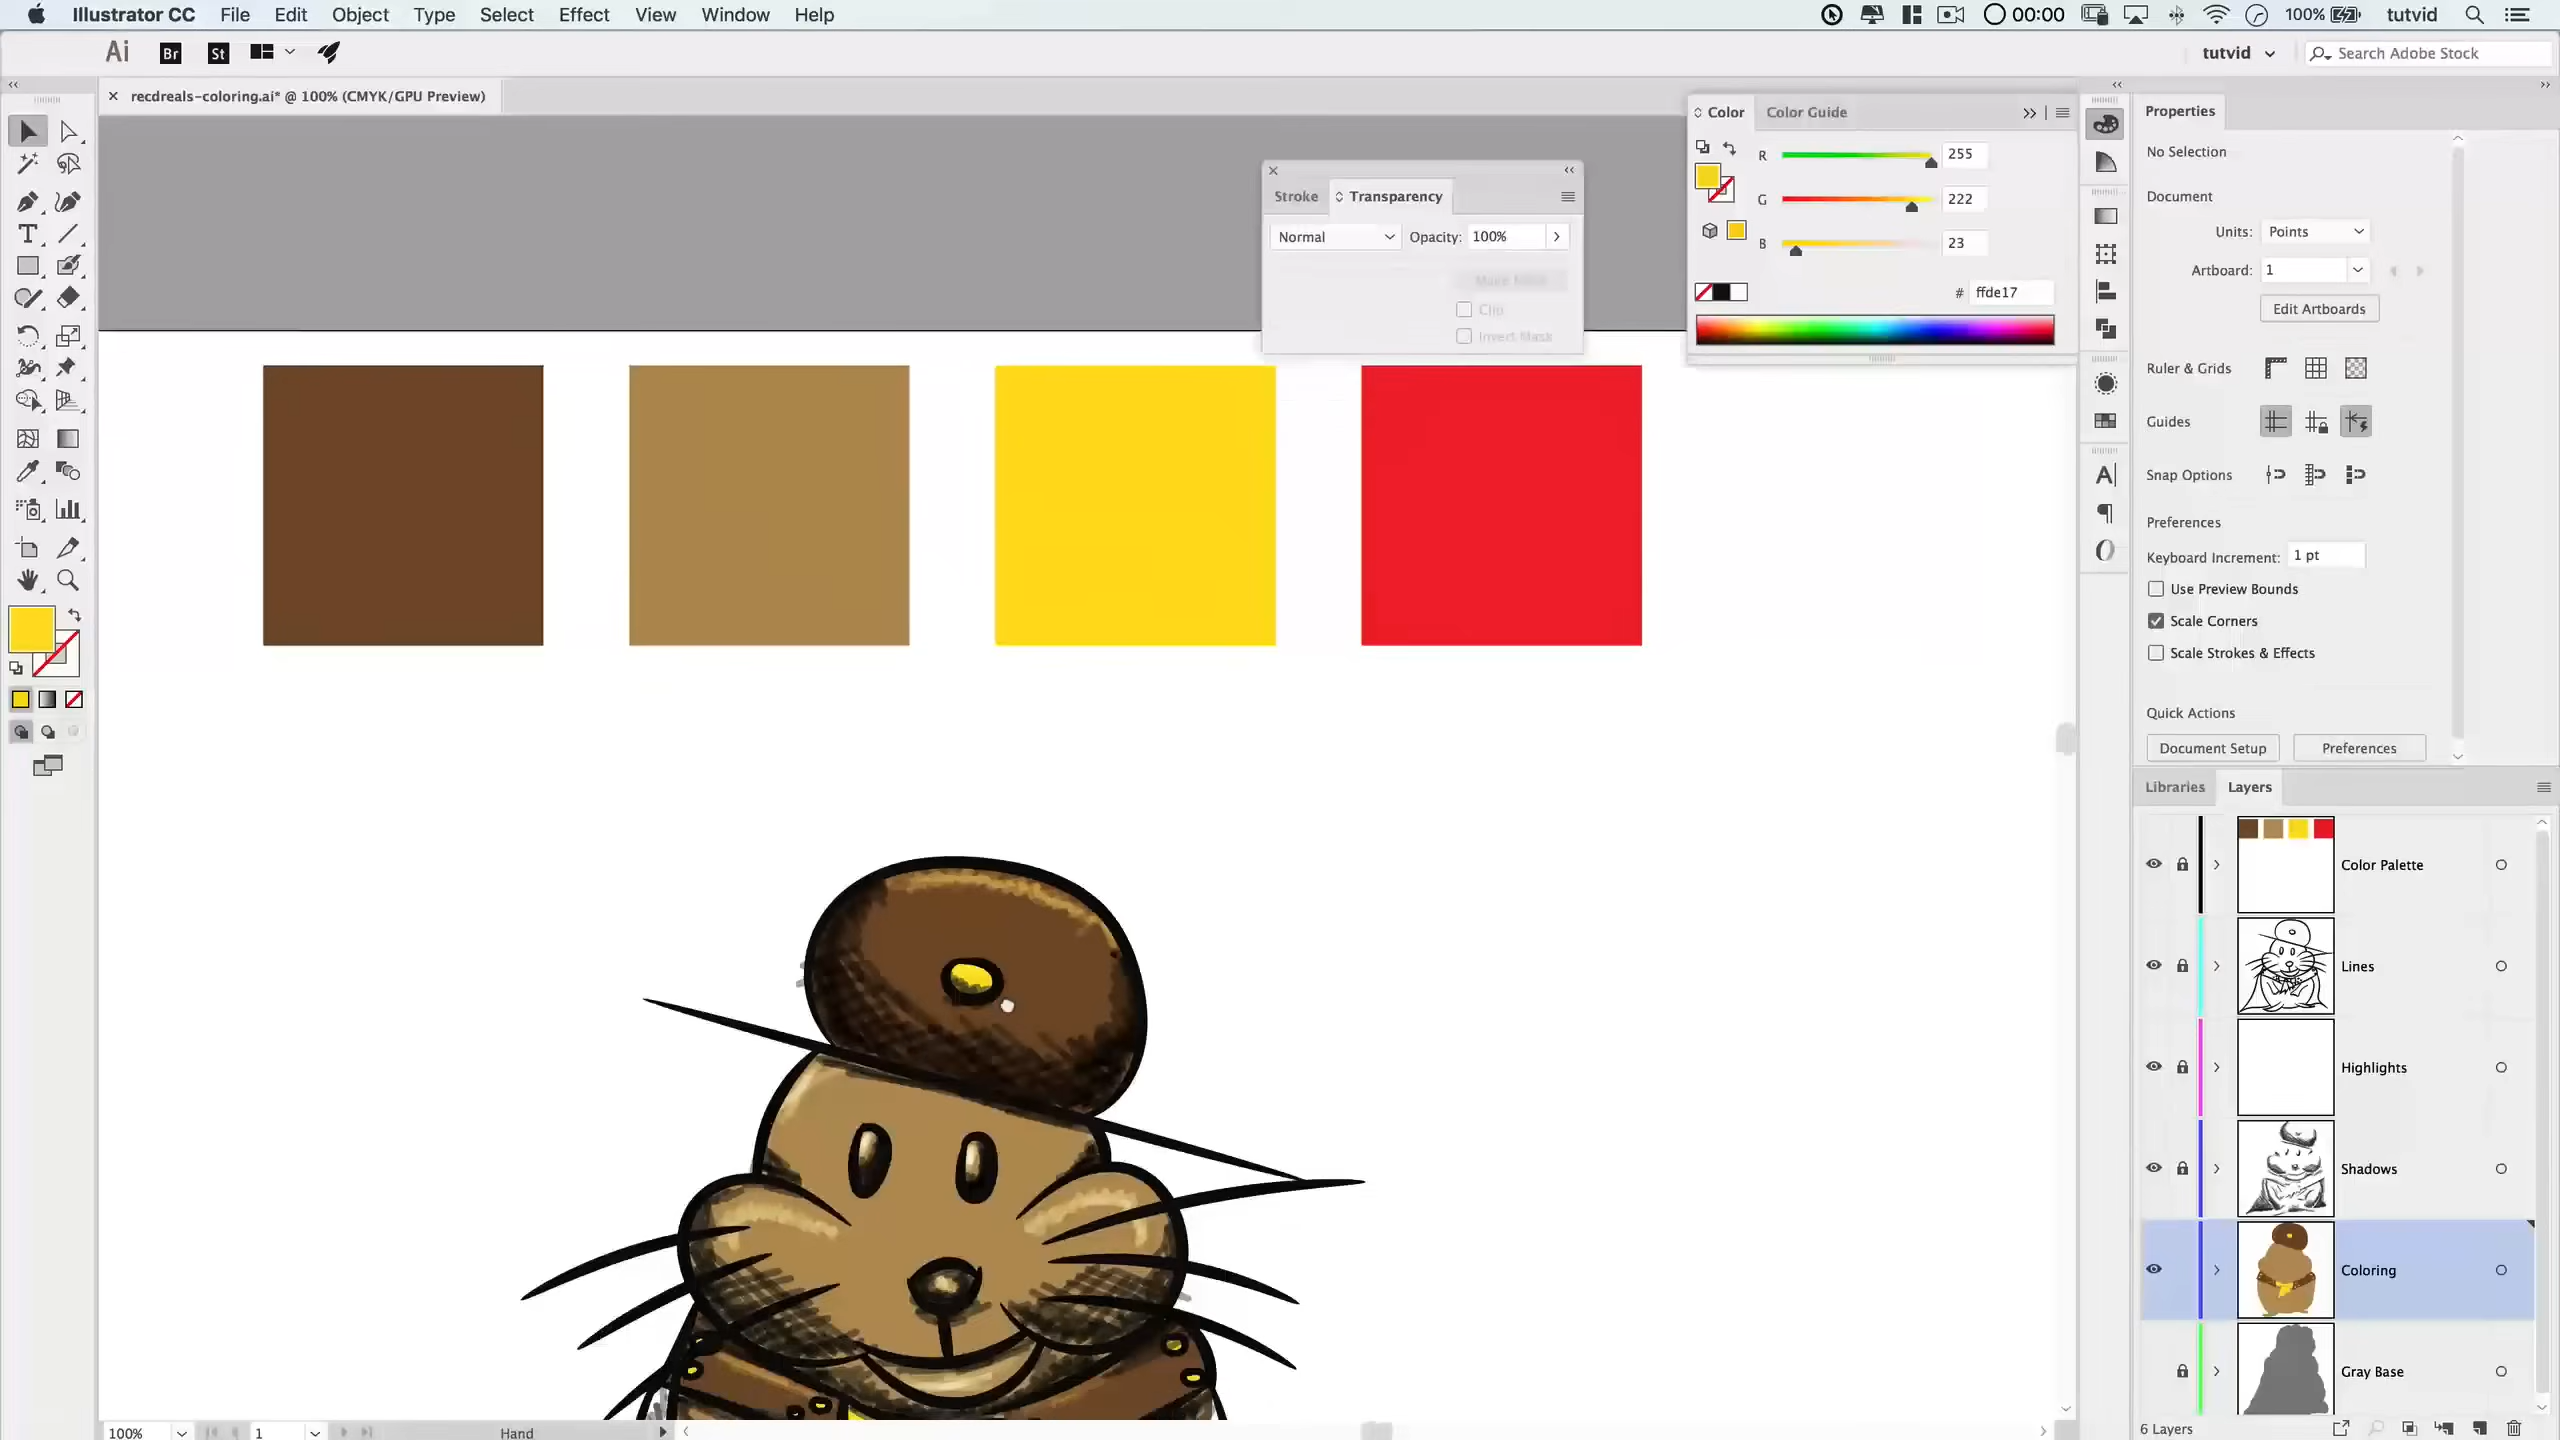 Illustrator CC File Edit Object Type Select Effect View Window Help 00:00 100% tutvid
Ai Br St tutvid Search Adobe Stock
recdreals-coloring.ai* @ 100% (CMYK/GPU Preview)
Color Color Guide
R 255
G 222
B 23
# ffde17
Stroke Transparency
Normal Opacity: 100%
Make Mask
Clip
Invert Mask
Properties
No Selection
Document
Units: Points
Artboard: 1
Edit Artboards
Ruler & Grids
Guides
Snap Options
Preferences
Keyboard Increment: 1 pt
Use Preview Bounds
Scale Corners
Scale Strokes & Effects
Quick Actions
Document Setup Preferences
Libraries Layers
Color Palette
Lines
Highlights
Shadows
Coloring
Gray Base
6 Layers
100% 1 Hand